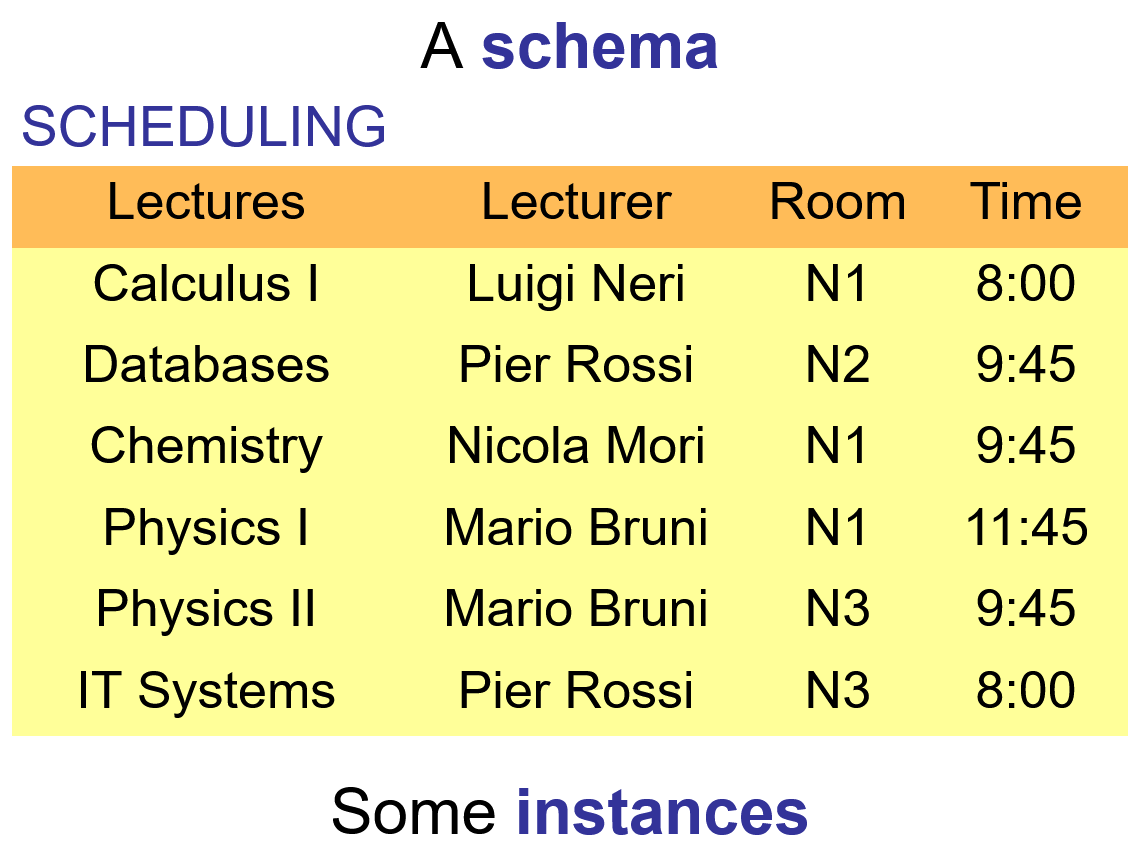 A schema
SCHEDULING
Lectures Lecturer Room Time
Calculus I Luigi Neri N1 8:00
Databases Pier Rossi N2 9:45
Chemistry Nicola Mori N1 9:45
Physics I Mario Bruni N1 11:45
Physics II Mario Bruni N3 9:45
IT Systems Pier Rossi N3 8:00
Some instances